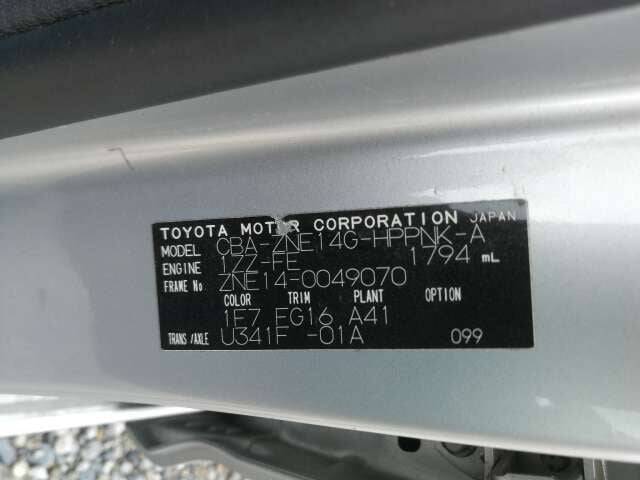 TOYOTA MOTOR CORPORATION JAPAN
MODEL CBA-ZNE14G-HPPNK-A
ENGINE 1ZZ-FE 1794 mL
FRAME No ZNE14-0049070
COLOR TRIM PLANT OPTION
1F7 FG16 A41
TRANS/AXLE U341F -01A 099